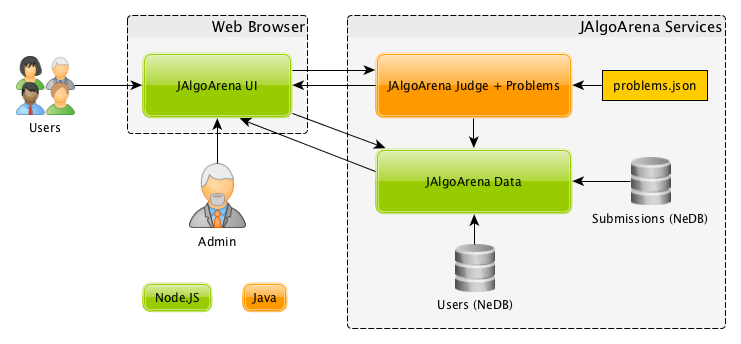 Web Browser
JAlgoArena Services
JAlgoArena UI
JAlgoArena Judge + Problems
problems.json
Users
JAlgoArena Data
Submissions (NeDB)
Admin
Node.JS
Java
Users (NeDB)